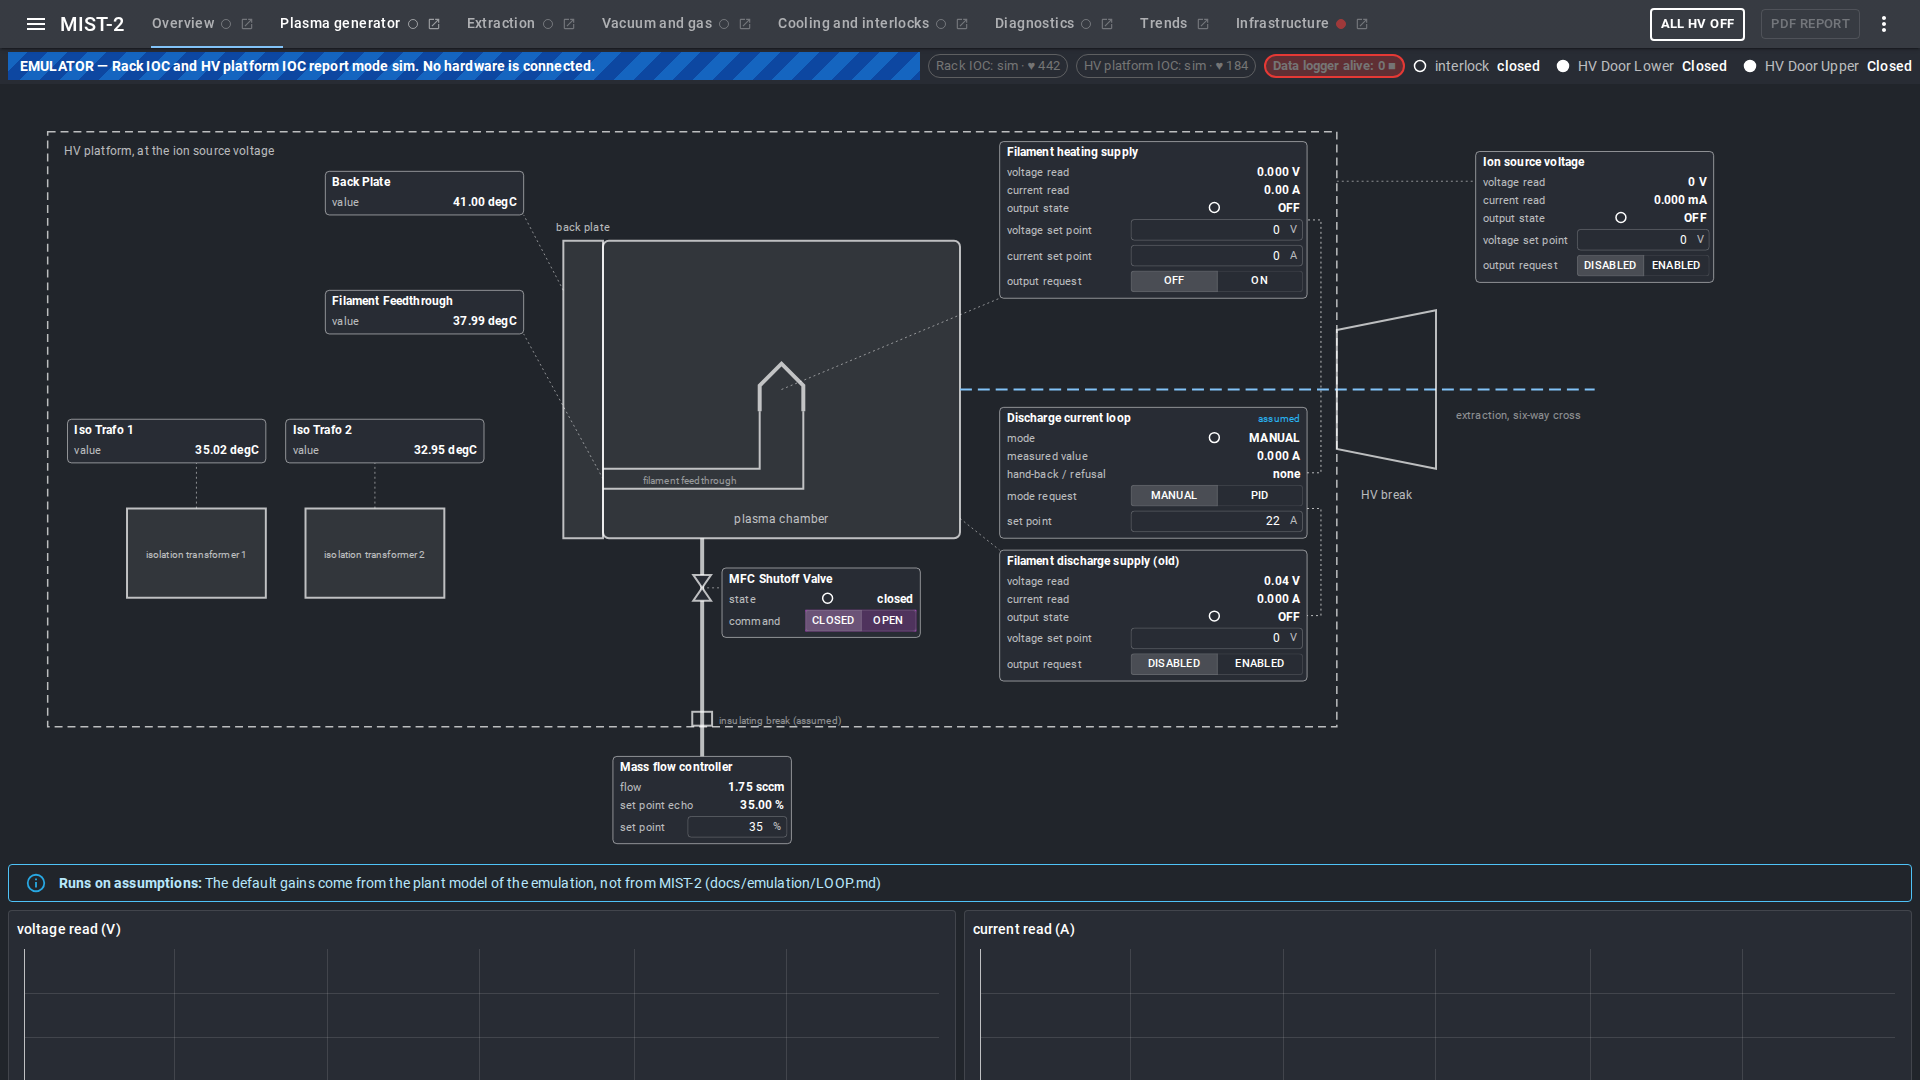 MIST-2
Overview
Plasma generator
Extraction
Vacuum and gas
Cooling and interlocks
Diagnostics
Trends
Infrastructure
ALL HV OFF
PDF REPORT
EMULATOR — Rack IOC and HV platform IOC report mode sim. No hardware is connected.
Rack IOC: sim · ♥ 442
HV platform IOC: sim · ♥ 184
Data logger alive: 0 ■
interlock closed
HV Door Lower Closed
HV Door Upper Closed
HV platform, at the ion source voltage
Back Plate
value 41.00 degC
back plate
Filament Feedthrough
value 37.99 degC
Iso Trafo 1
value 35.02 degC
Iso Trafo 2
value 32.95 degC
isolation transformer 1
isolation transformer 2
filament feedthrough
plasma chamber
Filament heating supply
voltage read 0.000 V
current read 0.00 A
output state OFF
voltage set point 0 V
current set point 0 A
output request OFF ON
Ion source voltage
voltage read 0 V
current read 0.000 mA
output state OFF
voltage set point 0 V
output request DISABLED ENABLED
extraction, six-way cross
HV break
Discharge current loop assumed
mode MANUAL
measured value 0.000 A
hand-back / refusal none
mode request MANUAL PID
set point 22 A
Filament discharge supply (old)
voltage read 0.04 V
current read 0.000 A
output state OFF
voltage set point 0 V
output request DISABLED ENABLED
MFC Shutoff Valve
state closed
command CLOSED OPEN
insulating break (assumed)
Mass flow controller
flow 1.75 sccm
set point echo 35.00 %
set point 35 %
Runs on assumptions: The default gains come from the plant model of the emulation, not from MIST-2 (docs/emulation/LOOP.md)
voltage read (V)
current read (A)